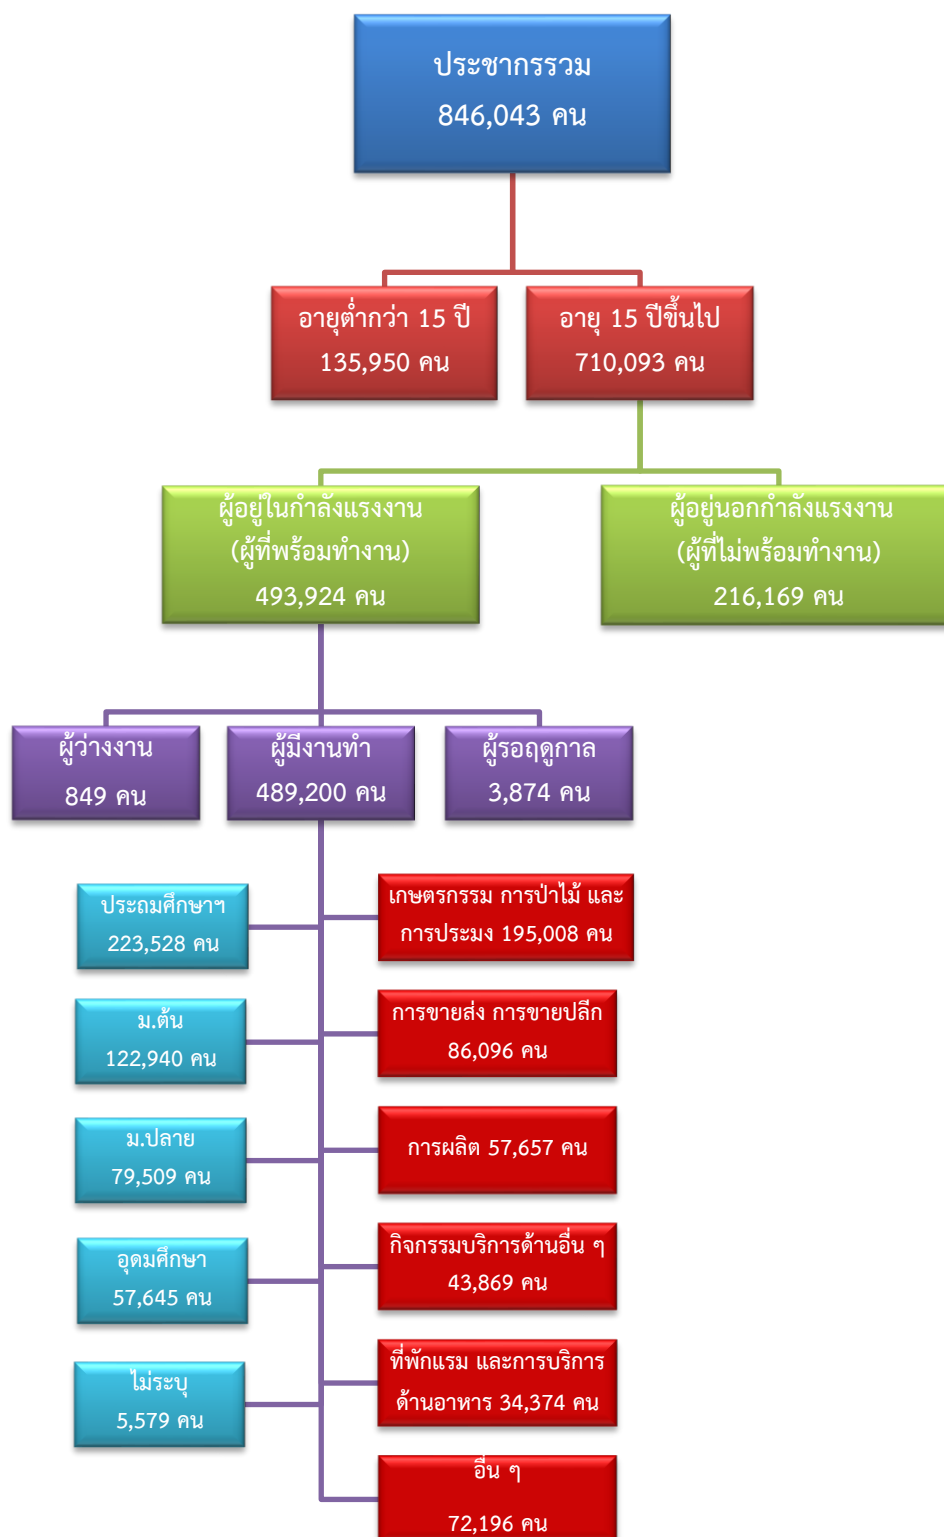 ประชากรรวม
846,043 คน
อายุต่ำกว่า 15 ปี
135,950 คน
อายุ 15 ปีขึ้นไป
710,093 คน
ผู้อยู่ในกำลังแรงงาน
(ผู้ที่พร้อมทำงาน)
493,924 คน
ผู้อยู่นอกกำลังแรงงาน
(ผู้ที่ไม่พร้อมทำงาน)
216,169 คน
ผู้ว่างงาน
849 คน
ผู้มีงานทำ
489,200 คน
ผู้รอฤดูกาล
3,874 คน
ประถมศึกษาฯ
223,528 คน
ม.ต้น
122,940 คน
ม.ปลาย
79,509 คน
อุดมศึกษา
57,645 คน
ไม่ระบุ
5,579 คน
เกษตรกรรม การป่าไม้ และ
การประมง 195,008 คน
การขายส่ง การขายปลีก
86,096 คน
การผลิต 57,657 คน
กิจกรรมบริการด้านอื่น ๆ
43,869 คน
ที่พักแรม และการบริการ
ด้านอาหาร 34,374 คน
อื่น ๆ
72,196 คน